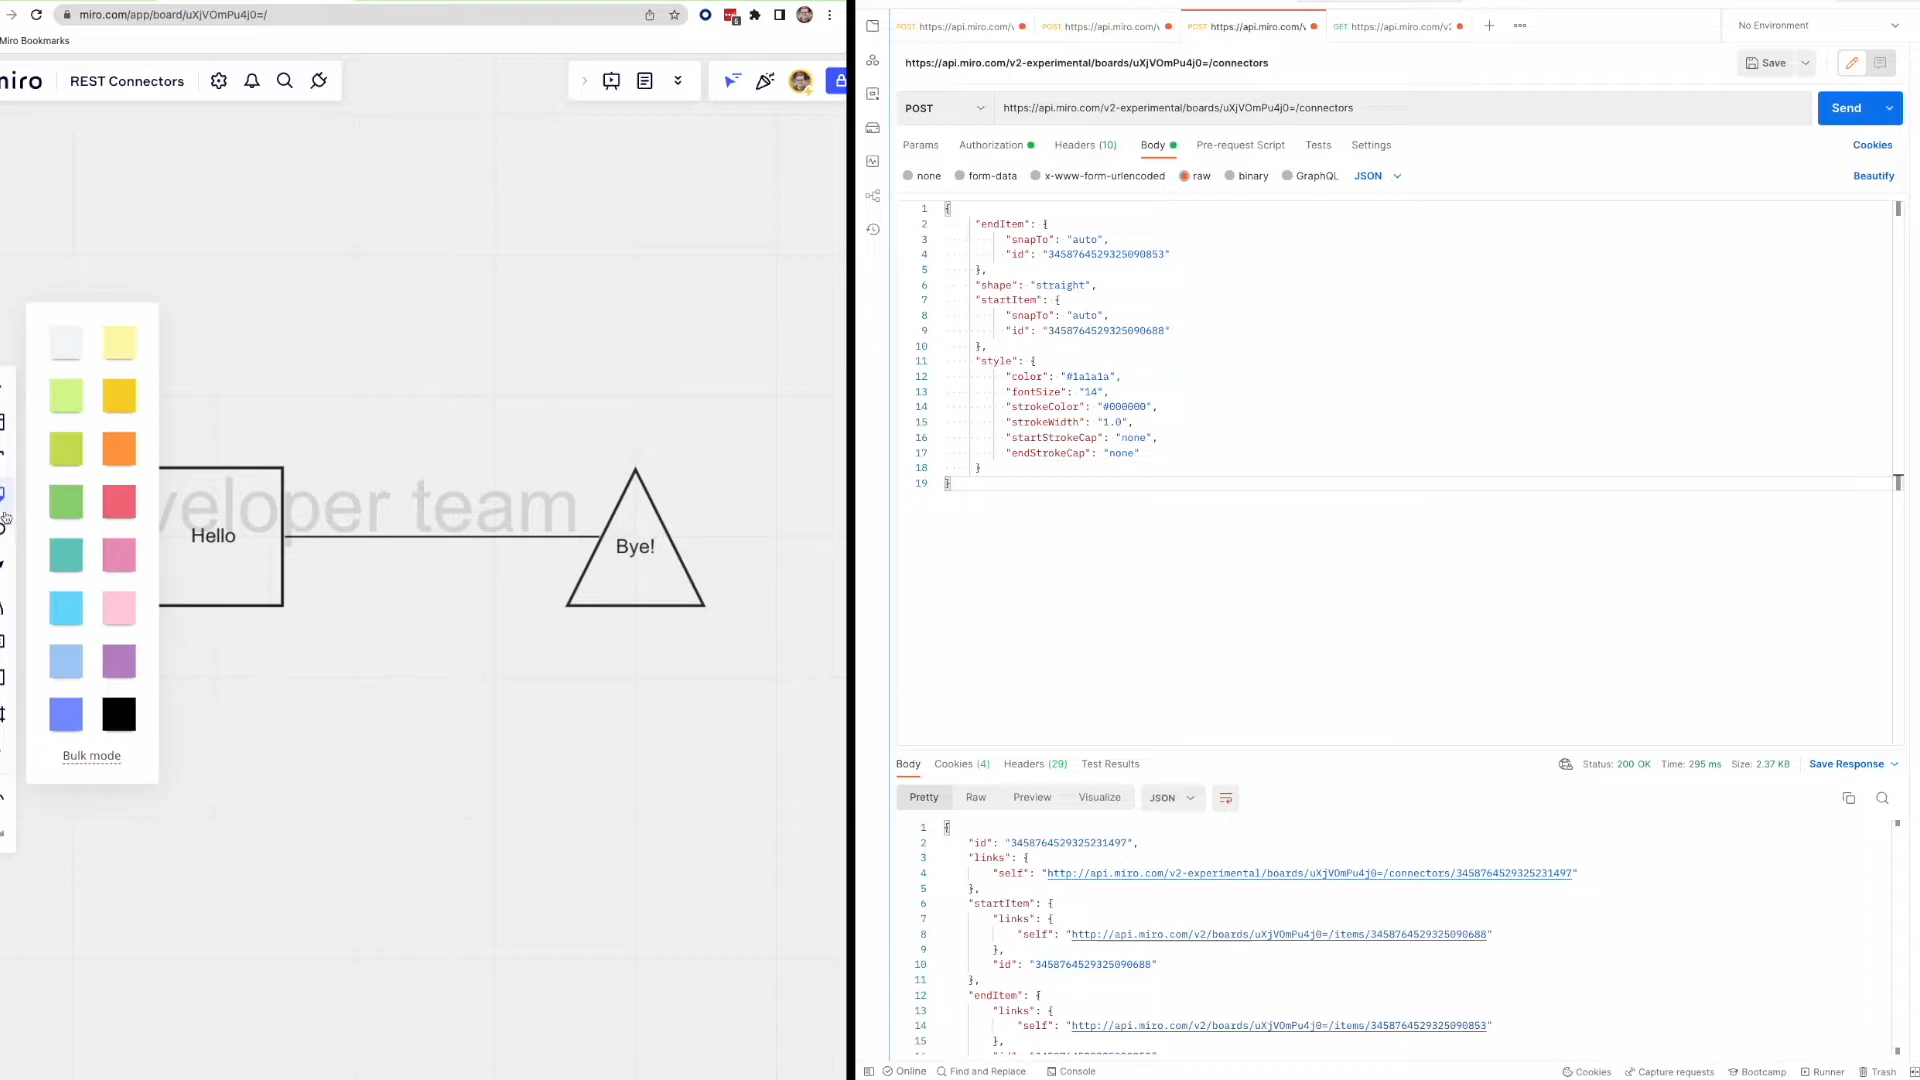 miro.com/app/board/uXjVOmPu4j0=/
Miro Bookmarks
miro
REST Connectors
veloper team
Hello
Bye!
Bulk mode
POST https://api.miro.com/v
POST https://api.miro.com/v
POST https://api.miro.com/v
GET https://api.miro.com/v2
No Environment
https://api.miro.com/v2-experimental/boards/uXjVOmPu4j0=/connectors
Save
POST
https://api.miro.com/v2-experimental/boards/uXjVOmPu4j0=/connectors
Send
Params
Authorization
Headers (10)
Body
Pre-request Script
Tests
Settings
Cookies
none
form-data
x-www-form-urlencoded
raw
binary
GraphQL
JSON
Beautify
1 {
2 "endItem": {
3 "snapTo": "auto",
4 "id": "3458764529325090853"
5 },
6 "shape": "straight",
7 "startItem": {
8 "snapTo": "auto",
9 "id": "3458764529325090688"
10 },
11 "style": {
12 "color": "#1a1a1a",
13 "fontSize": "14",
14 "strokeColor": "#000000",
15 "strokeWidth": "1.0",
16 "startStrokeCap": "none",
17 "endStrokeCap": "none"
18 }
19 }
Body
Cookies (4)
Headers (29)
Test Results
Status: 200 OK
Time: 295 ms
Size: 2.37 KB
Save Response
Pretty
Raw
Preview
Visualize
JSON
1 {
2 "id": "3458764529325231497",
3 "links": {
4 "self": "http://api.miro.com/v2-experimental/boards/uXjVOmPu4j0=/connectors/3458764529325231497"
5 },
6 "startItem": {
7 "links": {
8 "self": "http://api.miro.com/v2/boards/uXjVOmPu4j0=/items/3458764529325090688"
9 },
10 "id": "3458764529325090688"
11 },
12 "endItem": {
13 "links": {
14 "self": "http://api.miro.com/v2/boards/uXjVOmPu4j0=/items/3458764529325090853"
15 },
Online
Find and Replace
Console
Cookies
Capture requests
Bootcamp
Runner
Trash